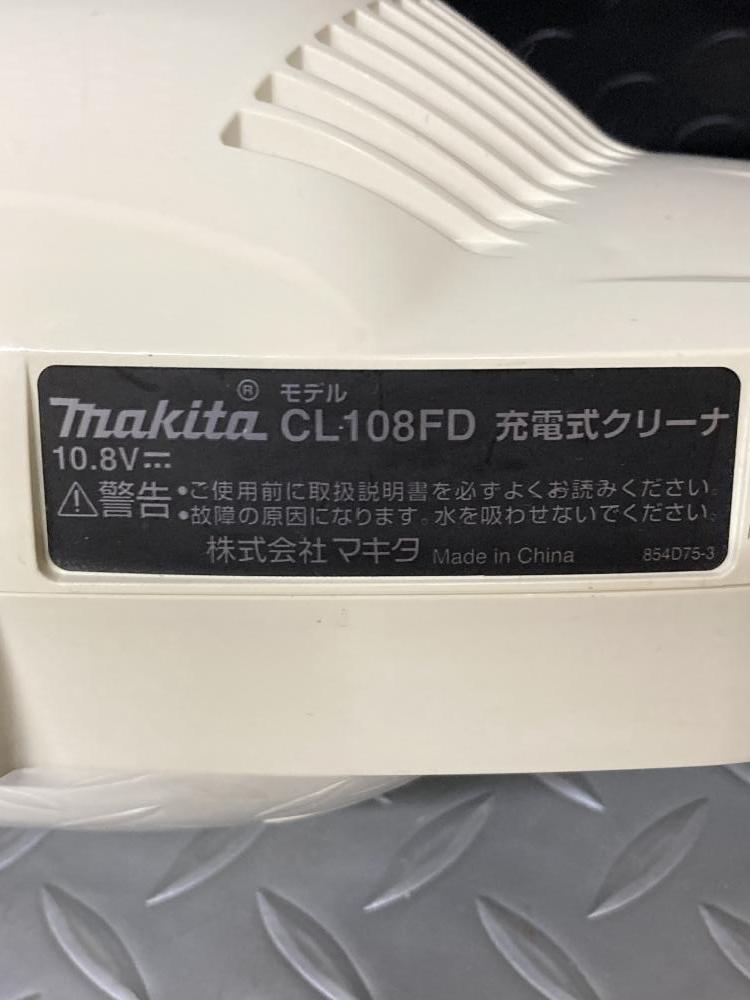 makita® モデル CL108FD 充電式クリーナ
10.8V⎓
⚠警告 •ご使用前に取扱説明書を必ずよくお読みください。
•故障の原因になります。水を吸わせないでください。
株式会社マキタ Made in China 854D75-3